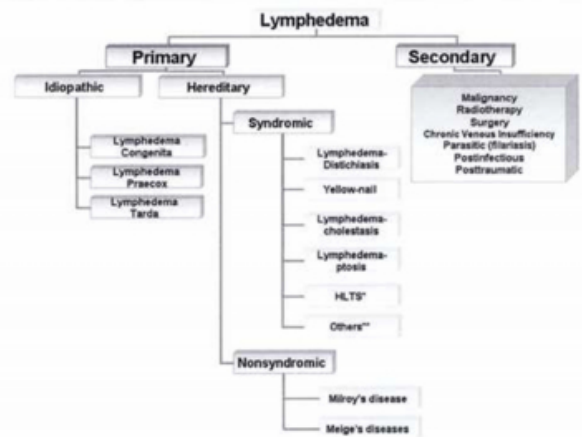 Lymphedema
Primary
Secondary
Idiopathic
Hereditary
Malignancy
Radiotherapy
Surgery
Chronic Venous Insufficiency
Parasitic (filariasis)
Postinfectious
Posttraumatic
Syndromic
Lymphedema
Congenita
Lymphedema
Praecox
Lymphedema
Tarda
Lymphedema-
Distichiasis
Yellow-nail
Lymphedema-
cholestasis
Lymphedema-
ptosis
HLTS*
Others**
Nonsyndromic
Milroy's disease
Meige's diseases